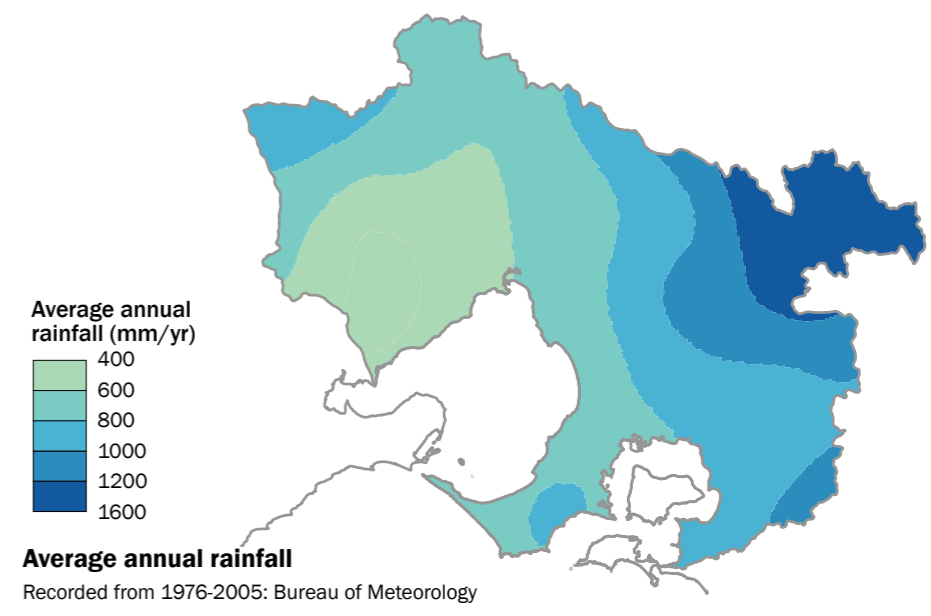 Average annual
rainfall (mm/yr)
400
600
800
1000
1200
1600
Average annual rainfall
Recorded from 1976-2005: Bureau of Meteorology